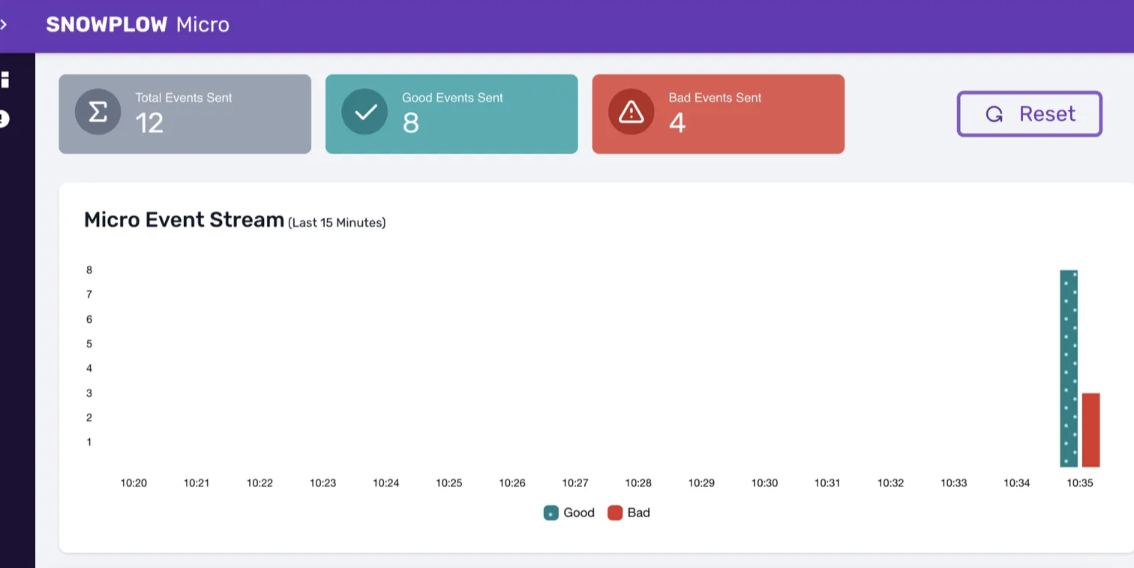 SNOWPLOW Micro
Total Events Sent
12
Good Events Sent
8
Bad Events Sent
4
Reset
Micro Event Stream (Last 15 Minutes)
8
7
6
5
4
3
2
1
10:20 10:21 10:22 10:23 10:24 10:25 10:26 10:27 10:28 10:29 10:30 10:31 10:32 10:33 10:34 10:35
Good Bad